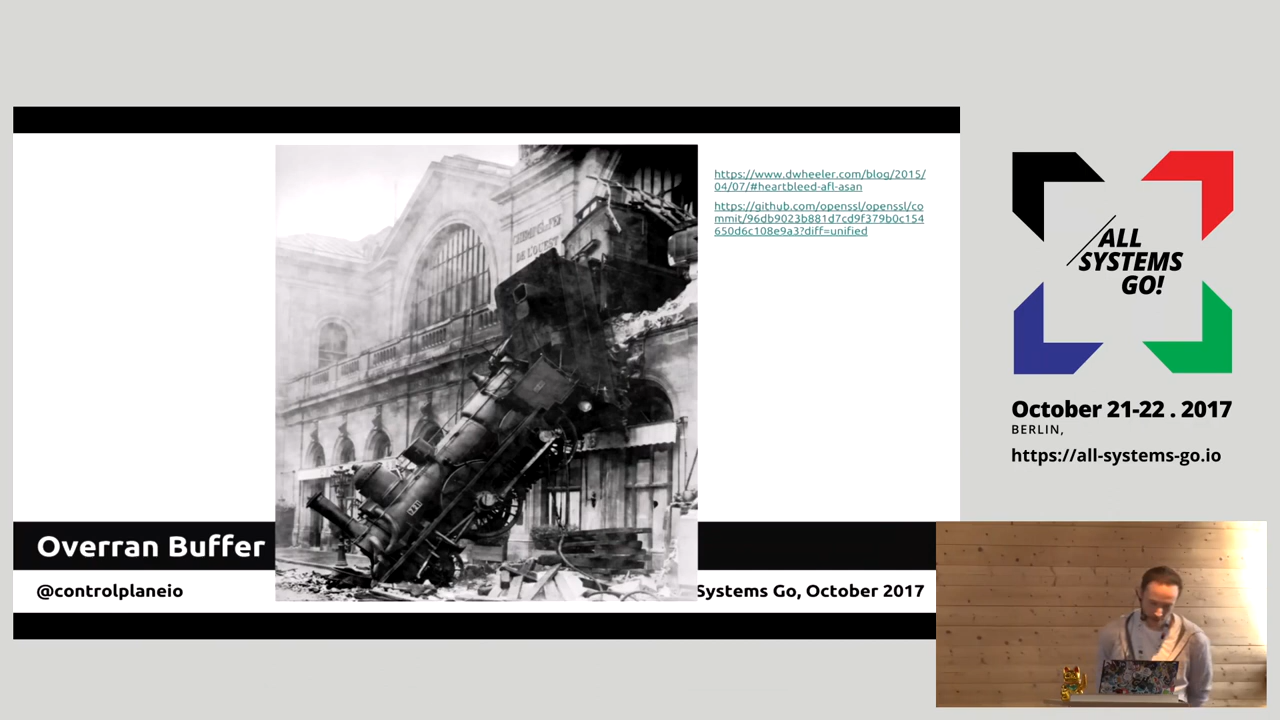 https://www.dwheeler.com/blog/2015/
04/07/#heartbleed-afl-asan
https://github.com/openssl/openssl/co
mmit/96db9023b881d7cd9f379b0c154
650d6c108e9a3?diff=unified
DE L'OUEST
Overran Buffer
@controlplaneio
Systems Go, October 2017
ALL
SYSTEMS
GO!
October 21-22 . 2017
BERLIN,
https://all-systems-go.io